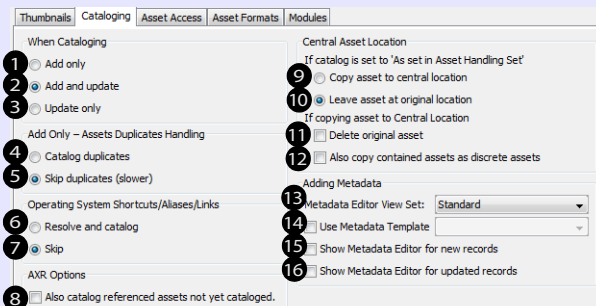 Thumbnails Cataloging Asset Access Asset Formats Modules
When Cataloging
1 Add only
2 Add and update
3 Update only
Add Only – Assets Duplicates Handling
4 Catalog duplicates
5 Skip duplicates (slower)
Operating System Shortcuts/Aliases/Links
6 Resolve and catalog
7 Skip
AXR Options
8 Also catalog referenced assets not yet cataloged.
Central Asset Location
If catalog is set to 'As set in Asset Handling Set'
9 Copy asset to central location
10 Leave asset at original location
If copying asset to Central Location
11 Delete original asset
12 Also copy contained assets as discrete assets
Adding Metadata
13 Metadata Editor View Set: Standard
14 Use Metadata Template
15 Show Metadata Editor for new records
16 Show Metadata Editor for updated records